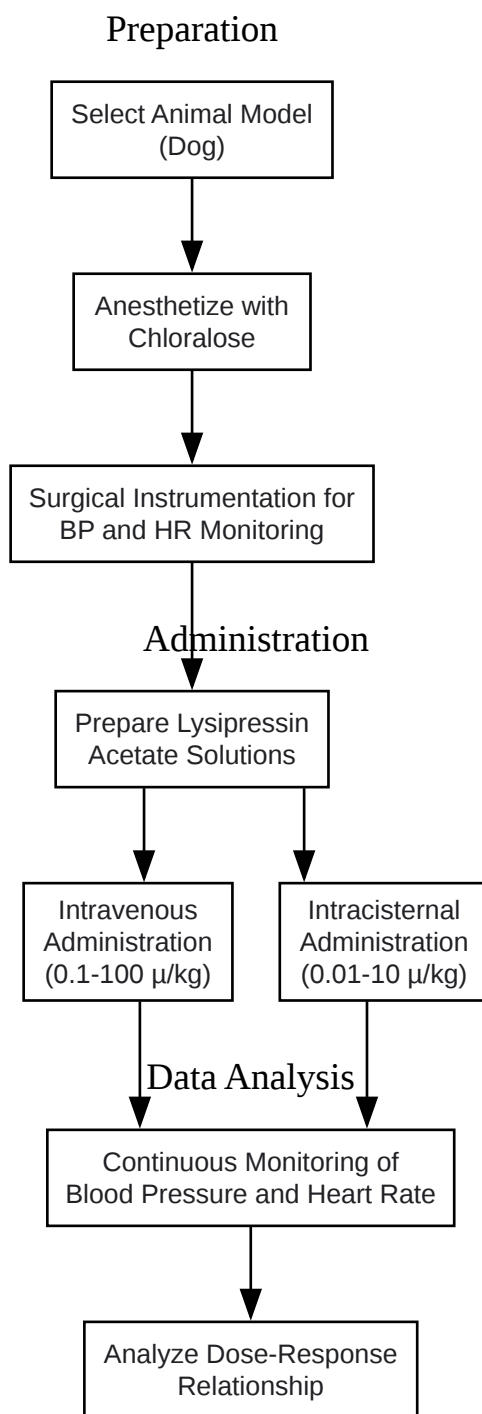 Preparation
Select Animal Model
(Dog)
Anesthetize with
Chloralose
Surgical Instrumentation for
BP and HR Monitoring
Administration
Prepare Lysipressin
Acetate Solutions
Intravenous
Administration
(0.1-100 µ/kg)
Intracisternal
Administration
(0.01-10 µ/kg)
Data Analysis
Continuous Monitoring of
Blood Pressure and Heart Rate
Analyze Dose-Response
Relationship